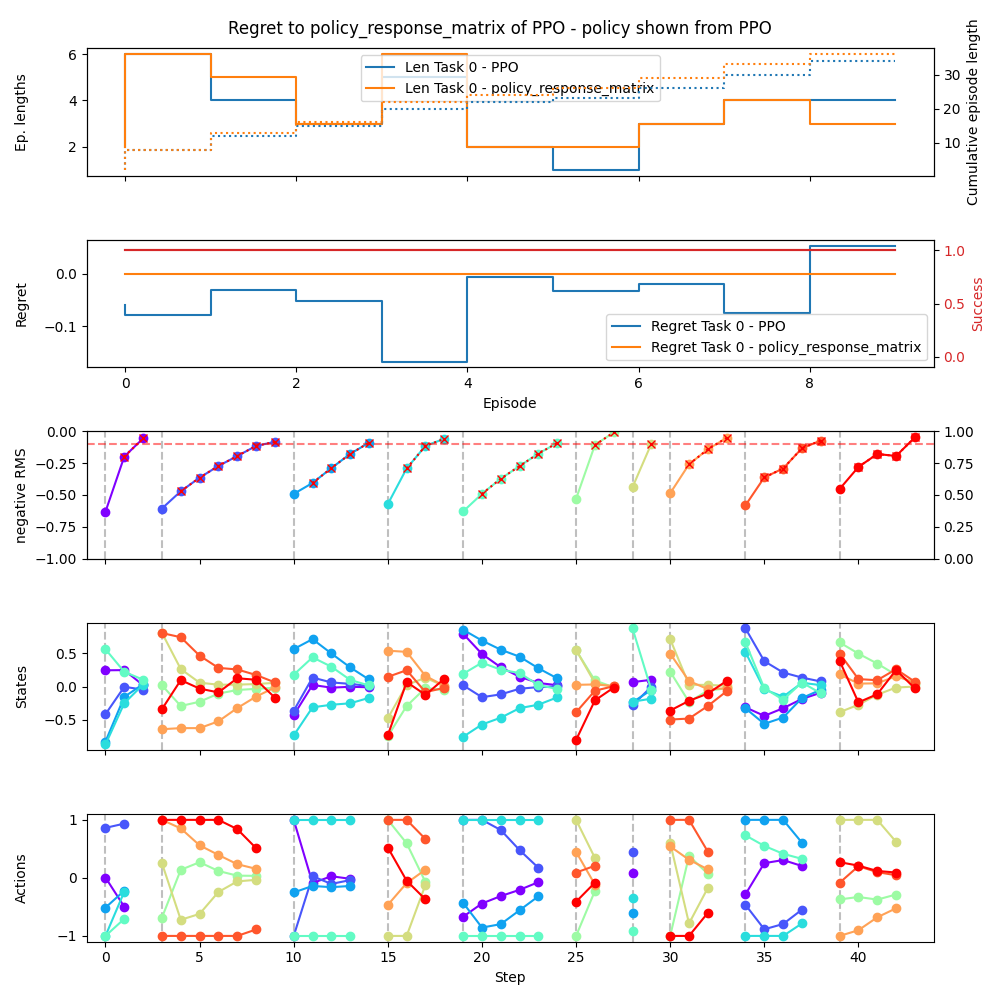 Regret to policy_response_matrix of PPO - policy shown from PPO
6
4
2
Ep. lengths
Len Task 0 - PPO
Len Task 0 - policy_response_matrix
30
20
10
Cumulative episode length
0.0
−0.1
Regret
Regret Task 0 - PPO
Regret Task 0 - policy_response_matrix
1.0
0.5
0.0
Success
0 2 4 6 8
Episode
0.00
−0.25
−0.50
−0.75
−1.00
negative RMS
1.00
0.75
0.50
0.25
0.00
0.5
0.0
−0.5
States
1
0
−1
Actions
0 5 10 15 20 25 30 35 40
Step